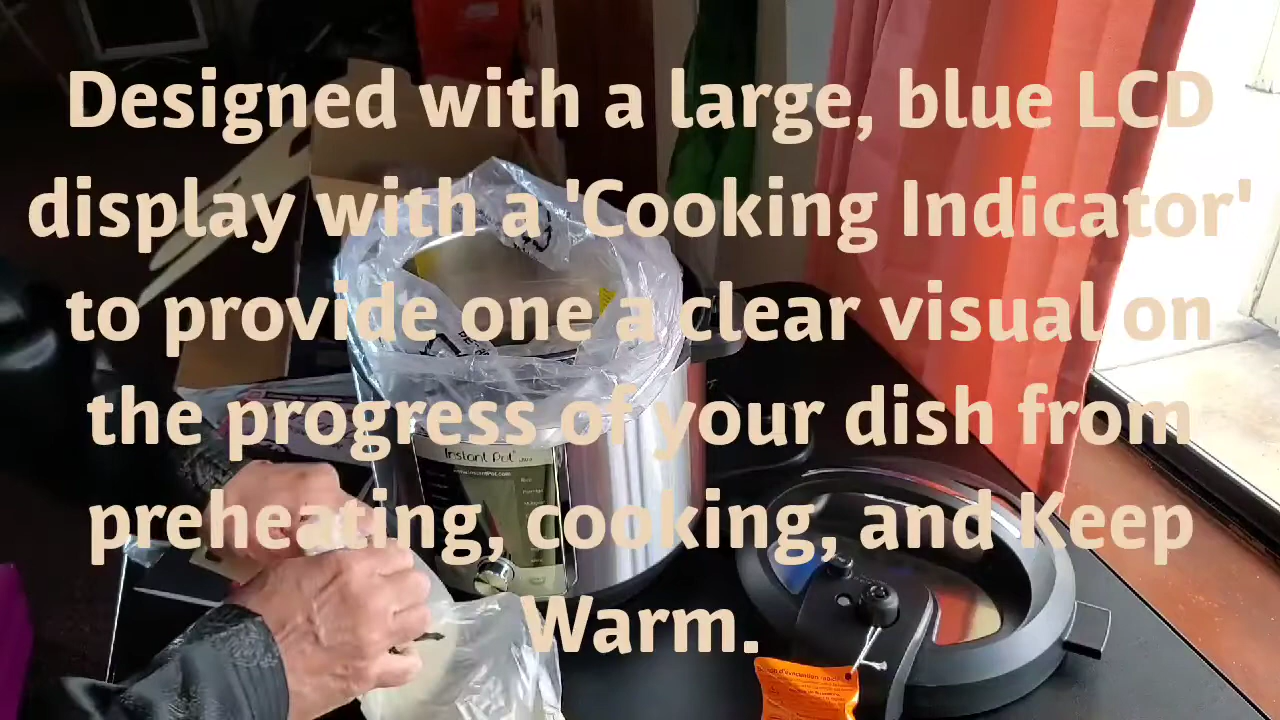 Designed with a large, blue LCD
display with a 'Cooking Indicator'
to provide one a clear visual on
the progress of your dish from
preheating, cooking, and Keep
Warm.
Instant Pot